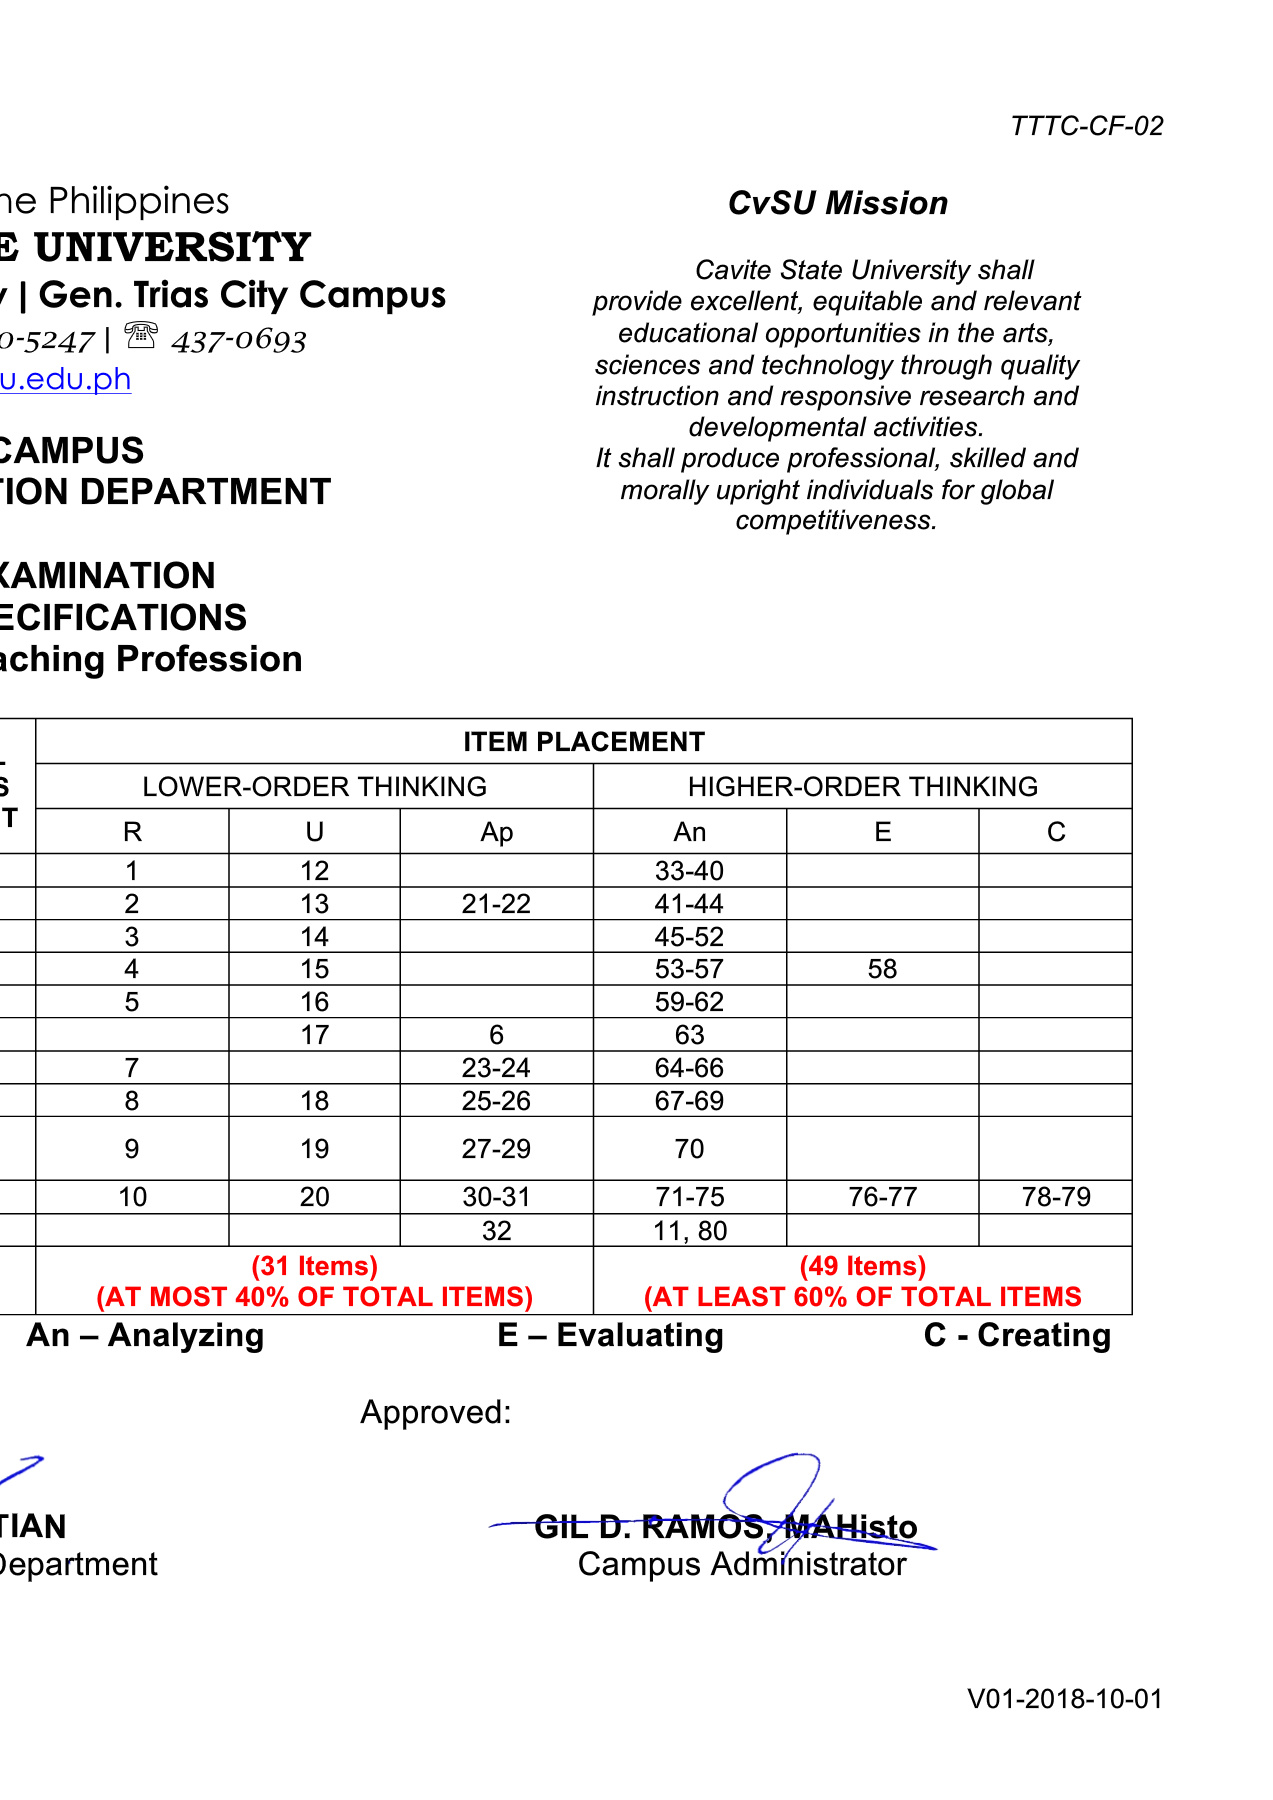 TTTC-CF-02
ne Philippines
E UNIVERSITY
y | Gen. Trias City Campus
0-5247 | ☏ 437-0693
u.edu.ph
CvSU Mission
Cavite State University shall
provide excellent, equitable and relevant
educational opportunities in the arts,
sciences and technology through quality
instruction and responsive research and
developmental activities.
It shall produce professional, skilled and
morally upright individuals for global
competitiveness.
CAMPUS
TION DEPARTMENT
XAMINATION
ECIFICATIONS
aching Profession
S
T
ITEM PLACEMENT
LOWER-ORDER THINKING HIGHER-ORDER THINKING
R U Ap An E C
1 12 33-40
2 13 21-22 41-44
3 14 45-52
4 15 53-57 58
5 16 59-62
17 6 63
7 23-24 64-66
8 18 25-26 67-69
9 19 27-29 70
10 20 30-31 71-75 76-77 78-79
32 11, 80
(31 Items) (49 Items)
(AT MOST 40% OF TOTAL ITEMS) (AT LEAST 60% OF TOTAL ITEMS
An – Analyzing E – Evaluating C - Creating
Approved:
TIAN GIL D. RAMOS, MAHisto
Department Campus Administrator
V01-2018-10-01